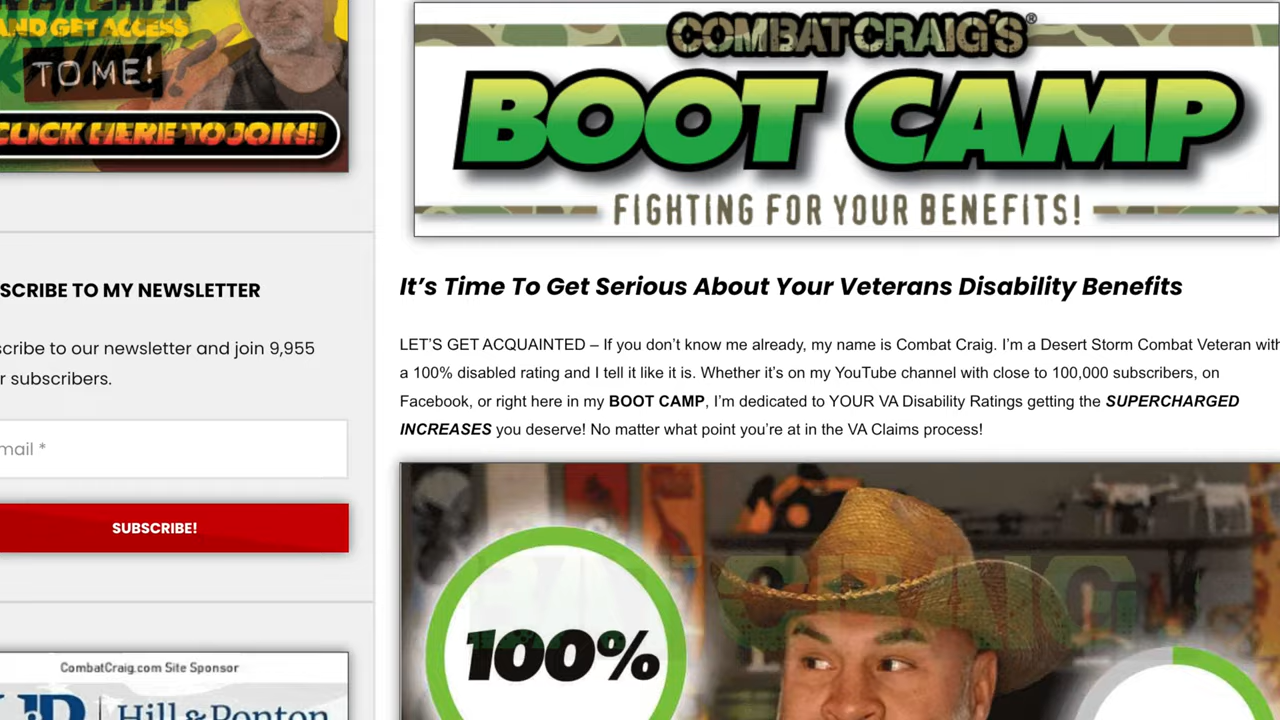 AND GET ACCESS
TO ME!
CLICK HERE TO JOIN!!
SCRIBE TO MY NEWSLETTER
scribe to our newsletter and join 9,955
r subscribers.
mail *
SUBSCRIBE!
CombatCraig.com Site Sponsor
Hill & Ponton
COMBAT CRAIG'S®
BOOT CAMP
FIGHTING FOR YOUR BENEFITS!
It's Time To Get Serious About Your Veterans Disability Benefits
LET'S GET ACQUAINTED – If you don't know me already, my name is Combat Craig. I'm a Desert Storm Combat Veteran with
a 100% disabled rating and I tell it like it is. Whether it's on my YouTube channel with close to 100,000 subscribers, on
Facebook, or right here in my BOOT CAMP, I'm dedicated to YOUR VA Disability Ratings getting the SUPERCHARGED
INCREASES you deserve! No matter what point you're at in the VA Claims process!
100%